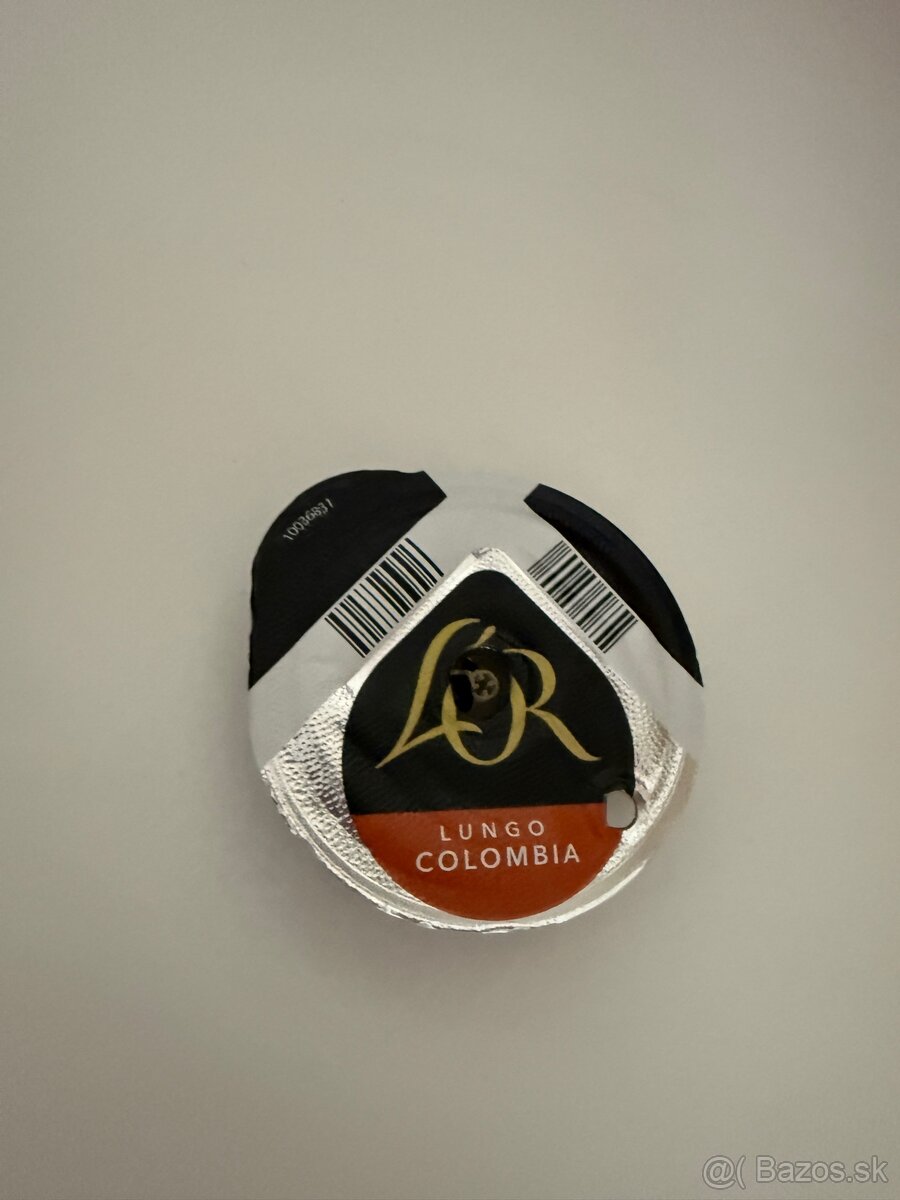 10036831
L'OR
LUNGO
COLOMBIA
@( Bazos.sk